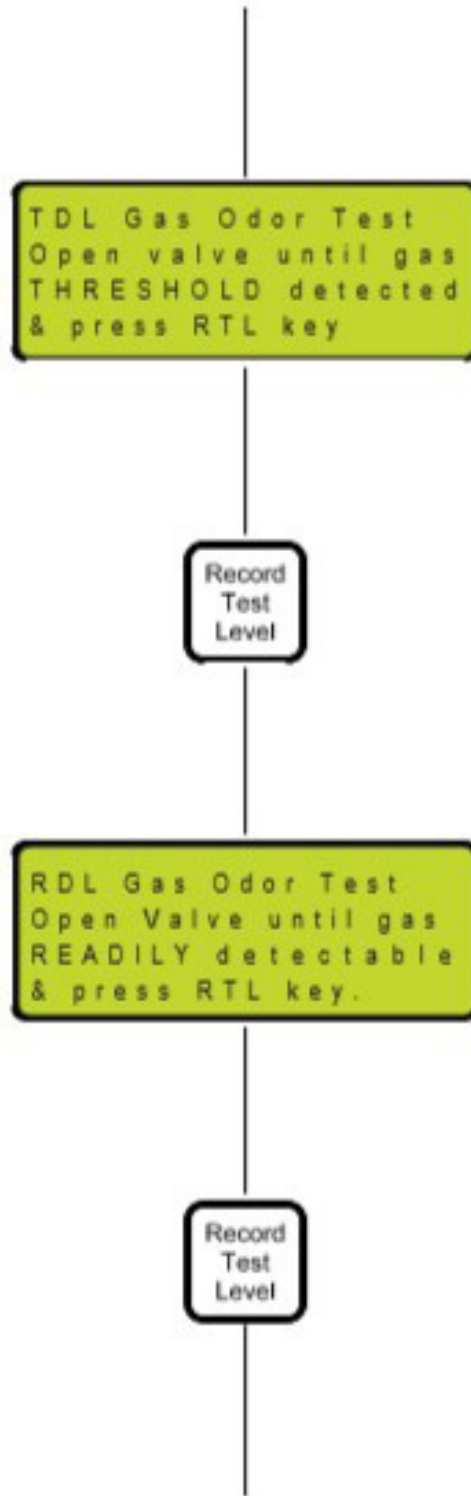 TDL Gas Odor Test
Open valve until gas
THRESHOLD detected
& press RTL key
Record
Test
Level
RDL Gas Odor Test
Open Valve until gas
READILY detectable
& press RTL key.
Record
Test
Level